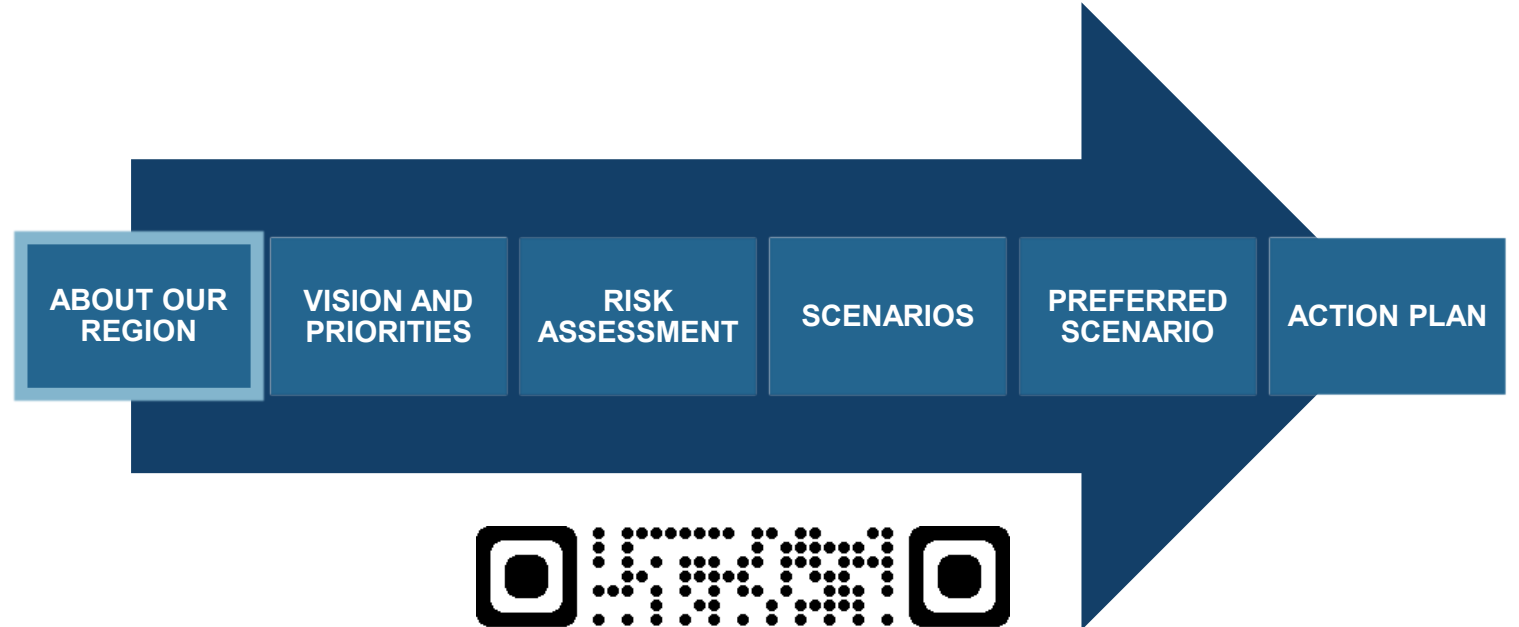 ABOUT OUR
REGION
VISION AND
PRIORITIES
RISK
ASSESSMENT
SCENARIOS
PREFERRED
SCENARIO
ACTION PLAN